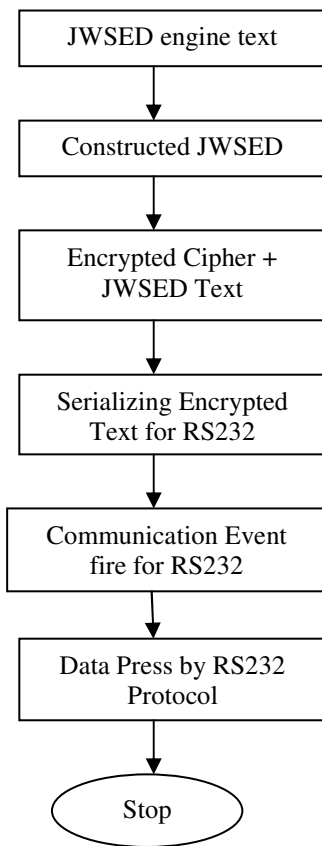 JWSED engine text
Constructed JWSED
Encrypted Cipher +
JWSED Text
Serializing Encrypted
Text for RS232
Communication Event
fire for RS232
Data Press by RS232
Protocol
Stop